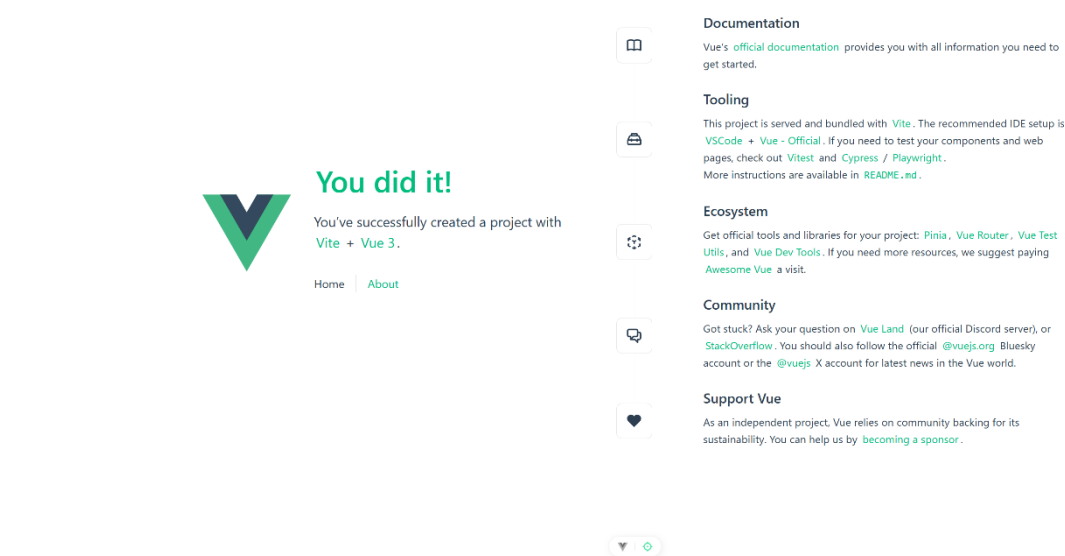 You did it!
You've successfully created a project with
Vite + Vue 3.
Home
About
Documentation
Vue's official documentation provides you with all information you need to
get started.
Tooling
This project is served and bundled with Vite. The recommended IDE setup is
VSCode + Vue - Official. If you need to test your components and web
pages, check out Vitest and Cypress / Playwright.
More instructions are available in README.md.
Ecosystem
Get official tools and libraries for your project: Pinia, Vue Router, Vue Test
Utils, and Vue Dev Tools. If you need more resources, we suggest paying
Awesome Vue a visit.
Community
Got stuck? Ask your question on Vue Land (our official Discord server), or
StackOverflow. You should also follow the official @vuejs.org Bluesky
account or the @vuejs X account for latest news in the Vue world.
Support Vue
As an independent project, Vue relies on community backing for its
sustainability. You can help us by becoming a sponsor.